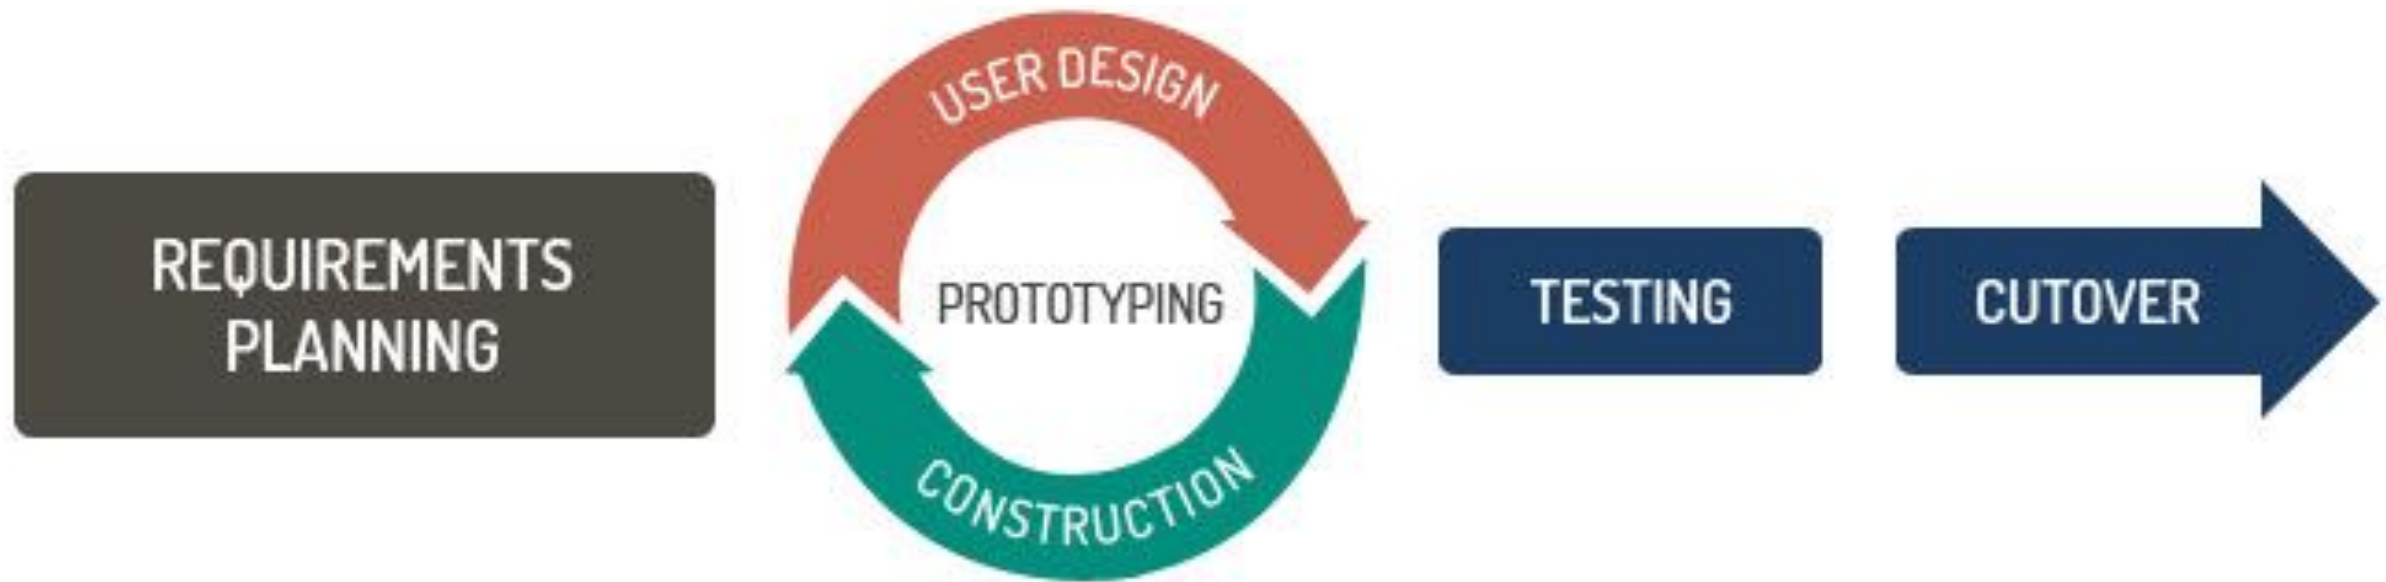 REQUIREMENTS
PLANNING
USER DESIGN
PROTOTYPING
CONSTRUCTION
TESTING
CUTOVER